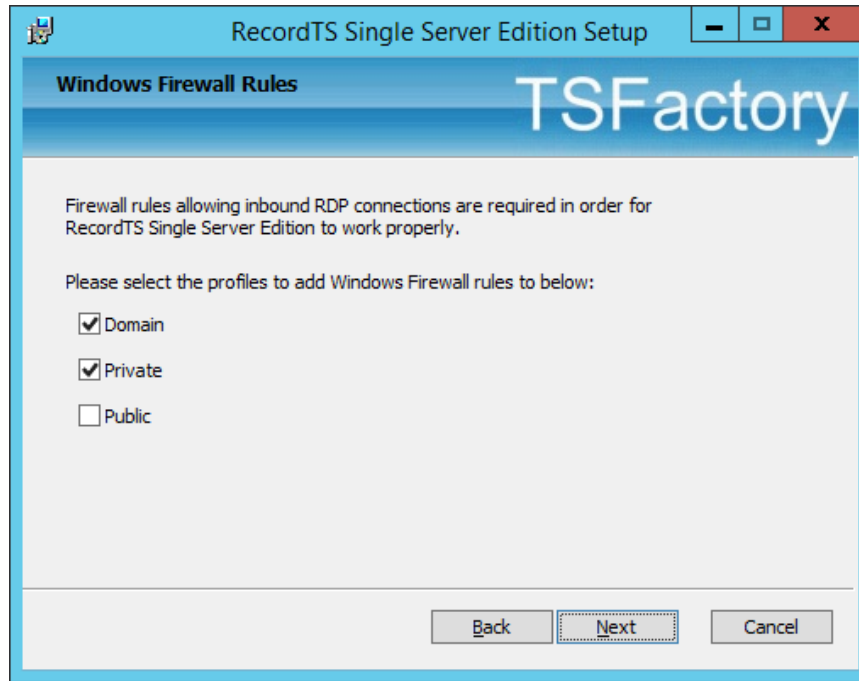 RecordTS Single Server Edition Setup
Windows Firewall Rules
TSFactory
Firewall rules allowing inbound RDP connections are required in order for
RecordTS Single Server Edition to work properly.
Please select the profiles to add Windows Firewall rules to below:
Domain
Private
Public
Back Next Cancel